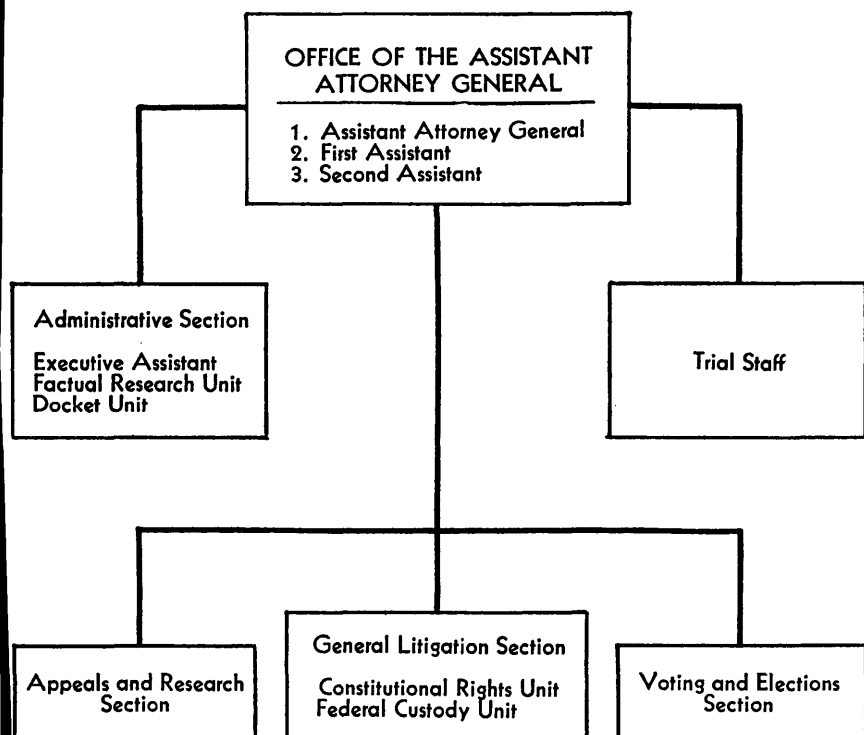 OFFICE OF THE ASSISTANT
ATTORNEY GENERAL
1. Assistant Attorney General
2. First Assistant
3. Second Assistant
Administrative Section
Executive Assistant
Factual Research Unit
Docket Unit
Trial Staff
Appeals and Research
Section
General Litigation Section
Constitutional Rights Unit
Federal Custody Unit
Voting and Elections
Section